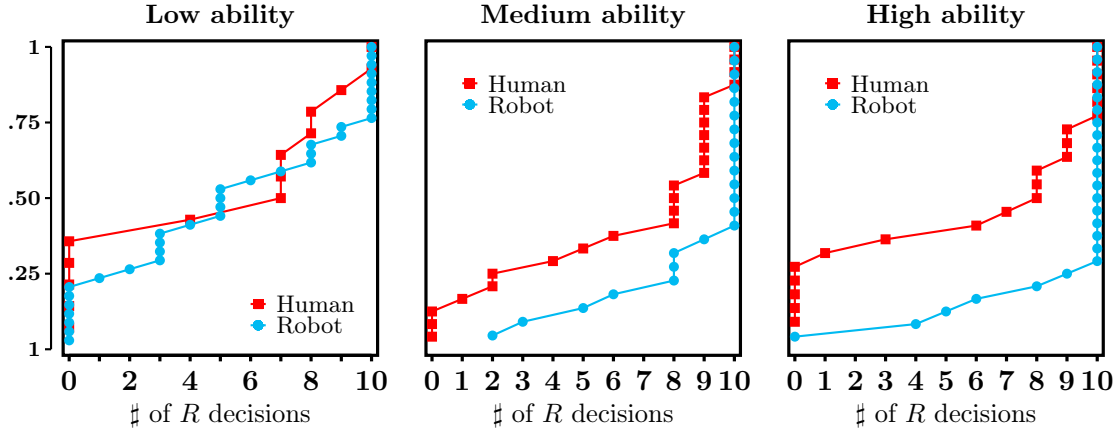 Low ability
Medium ability
High ability
1
.75
.50
.25
1
Human
Robot
Human
Robot
Human
Robot
0 2 4 6 8 10
0 1 2 3 4 5 6 7 8 9 10
0 1 2 3 4 5 6 7 8 9 10
♯ of R decisions
♯ of R decisions
♯ of R decisions